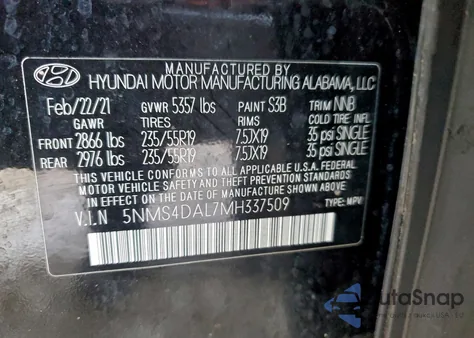 MANUFACTURED BY
HYUNDAI MOTOR MANUFACTURING ALABAMA, LLC
Feb/22/21 GVWR 5357 lbs PAINT S3B TRIM NNB
GAWR TIRES RIMS COLD TIRE INFL.
FRONT 2866 lbs 235/55R19 7.5JX19 35 psi SINGLE
REAR 2976 lbs 235/55R19 7.5JX19 35 psi SINGLE
THIS VEHICLE CONFORMS TO ALL APPLICABLE U.S.A. FEDERAL
MOTOR VEHICLE SAFETY STANDARDS
IN EFFECT ON THE DATE OF MANUFACTURE SHOWN ABOVE.
V.I.N 5NMS4DAL7MH337509 TYPE: MPV
AutoSnap